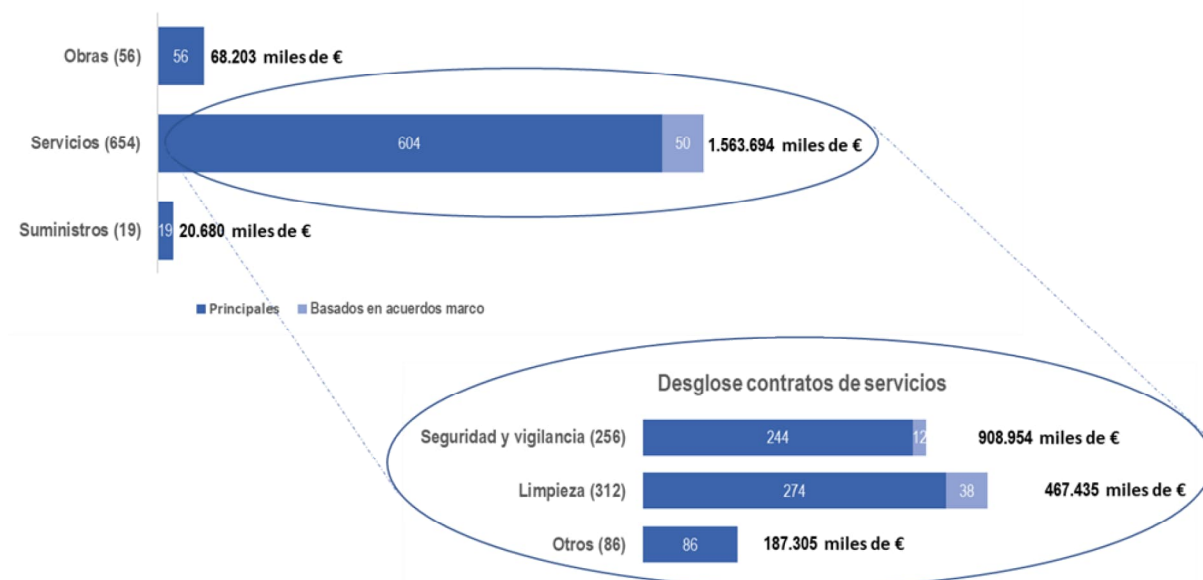 Obras (56) 56 68.203 miles de €
Servicios (654) 604 50 1.563.694 miles de €
Suministros (19) 19 20.680 miles de €
Principales Basados en acuerdos marco
Desglose contratos de servicios
Seguridad y vigilancia (256) 244 12 908.954 miles de €
Limpieza (312) 274 38 467.435 miles de €
Otros (86) 86 187.305 miles de €